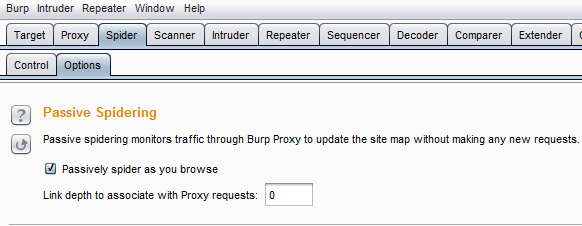 Burp Intruder Repeater Window Help
Target Proxy Spider Scanner Intruder Repeater Sequencer Decoder Comparer Extender
Control Options
? Passive Spidering
Passive spidering monitors traffic through Burp Proxy to update the site map without making any new requests.
Passively spider as you browse
Link depth to associate with Proxy requests: 0